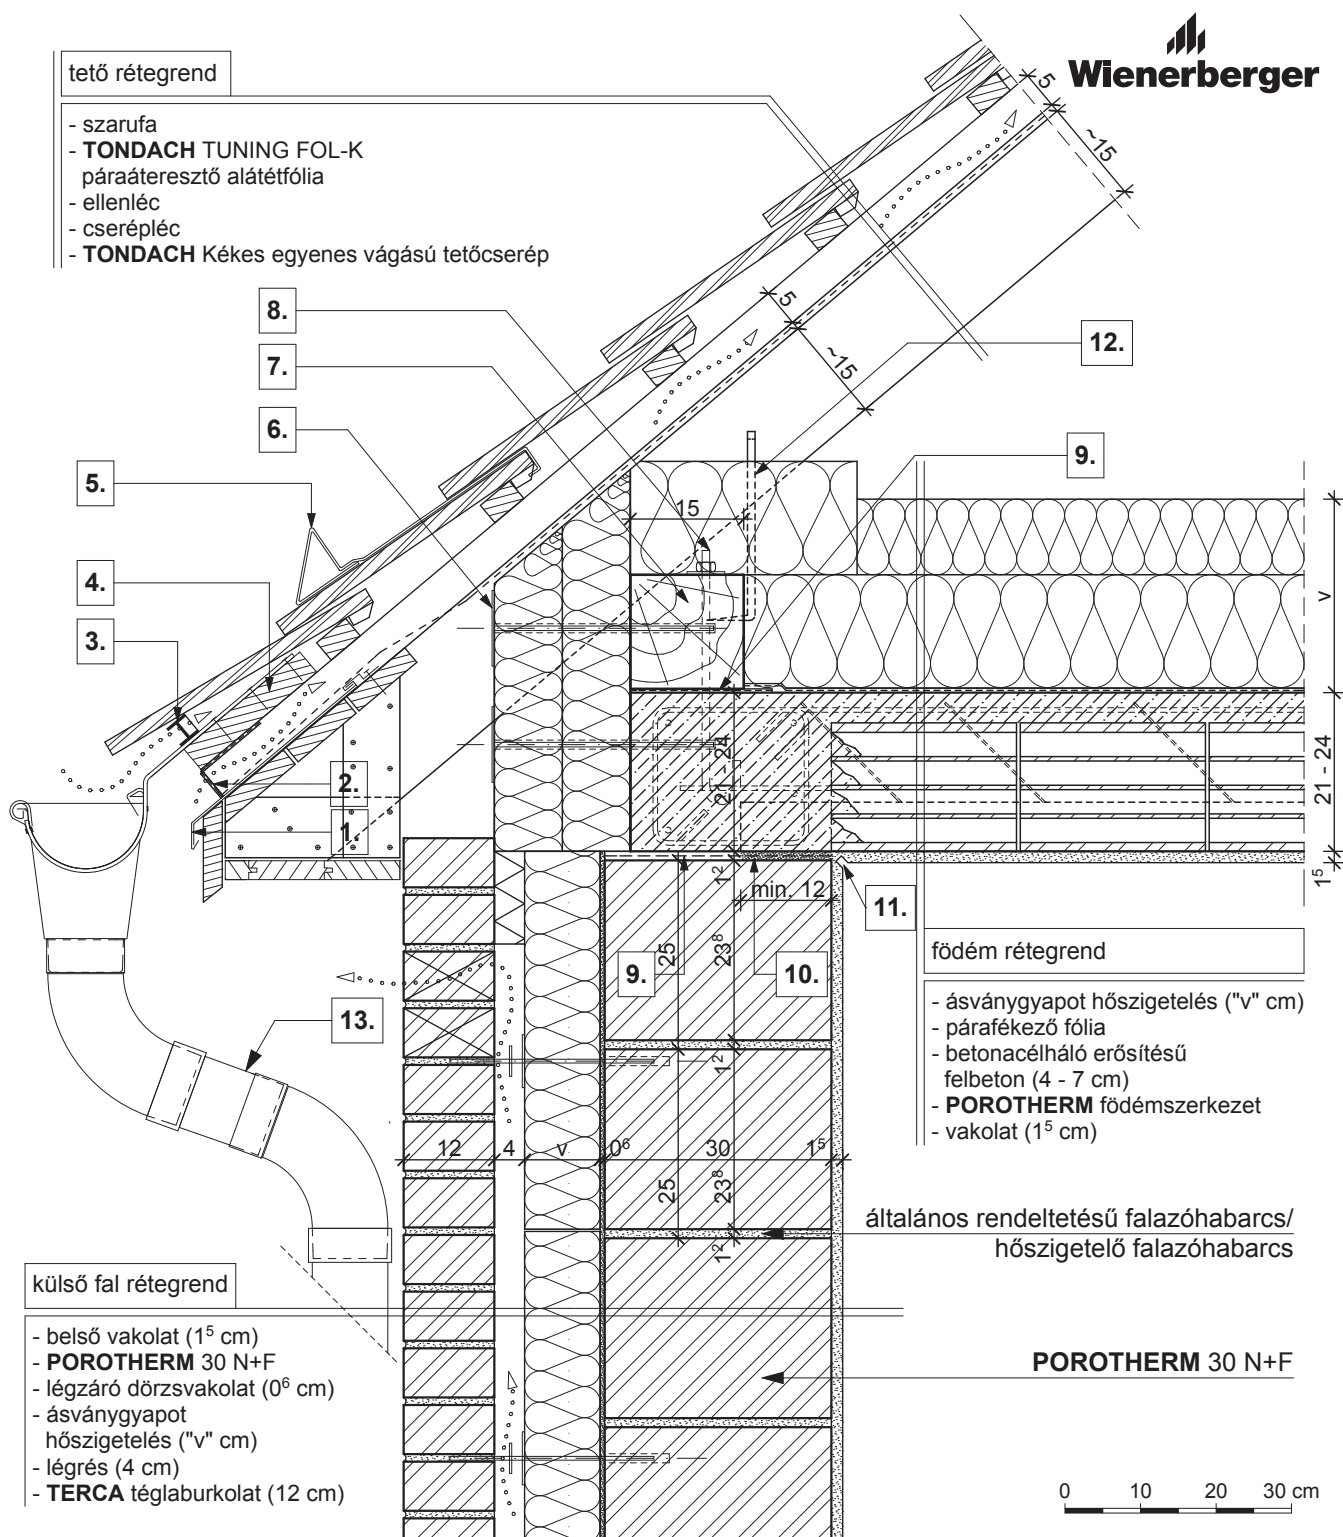 Wienerberger
tető rétegrend
- szarufa
- TONDACH TUNING FOL-K
páraáteresztő alátétfólia
- ellenléc
- cserépléc
- TONDACH Kékes egyenes vágású tetőcserép
5
~15
8.
5
12.
7.
~15
6.
9.
5.
15
4.
v
3.
21 - 24
21 - 24
2.
1.
1²
1⁵
min. 12
11.
25
23⁸
9.
10.
födém rétegrend
- ásványgyapot hőszigetelés ("v" cm)
- párafékező fólia
- betonacélháló erősítésű
felbeton (4 - 7 cm)
- POROTHERM födémszerkezet
- vakolat (1⁵ cm)
13.
1²
12
4
v
0⁶
30
1⁵
25
23⁸
1²
általános rendeltetésű falazóhabarcs/
hőszigetelő falazóhabarcs
külső fal rétegrend
- belső vakolat (1⁵ cm)
- POROTHERM 30 N+F
- légzáró dörzsvakolat (0⁶ cm)
- ásványgyapot
hőszigetelés ("v" cm)
- légrés (4 cm)
- TERCA téglaburkolat (12 cm)
POROTHERM 30 N+F
0 10 20 30 cm